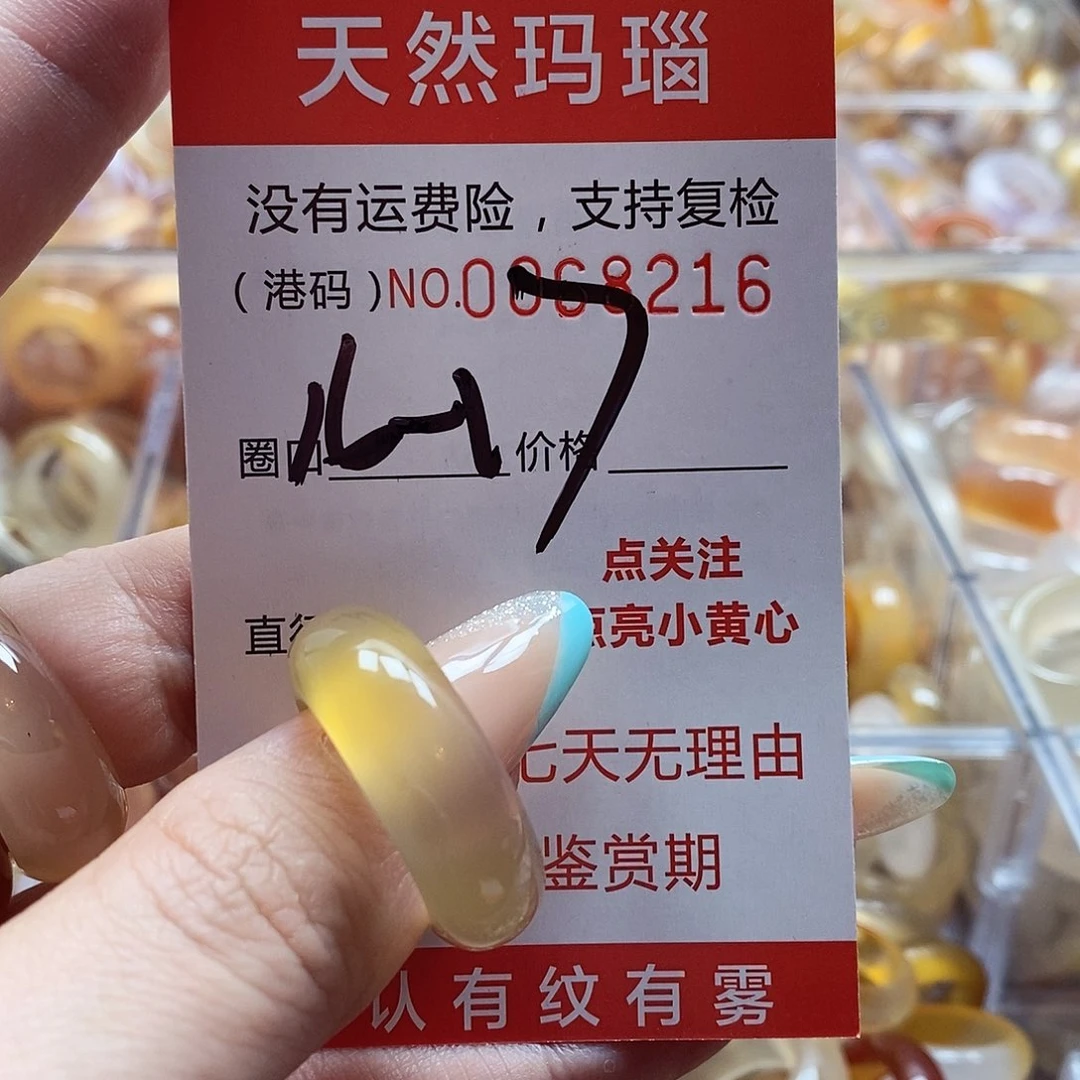 天然玛瑙
没有运费险，支持复检
（港码）NO.0068216
圈口 价格
点关注
直径 点亮小黄心
七天无理由
鉴赏期
认有纹有雾